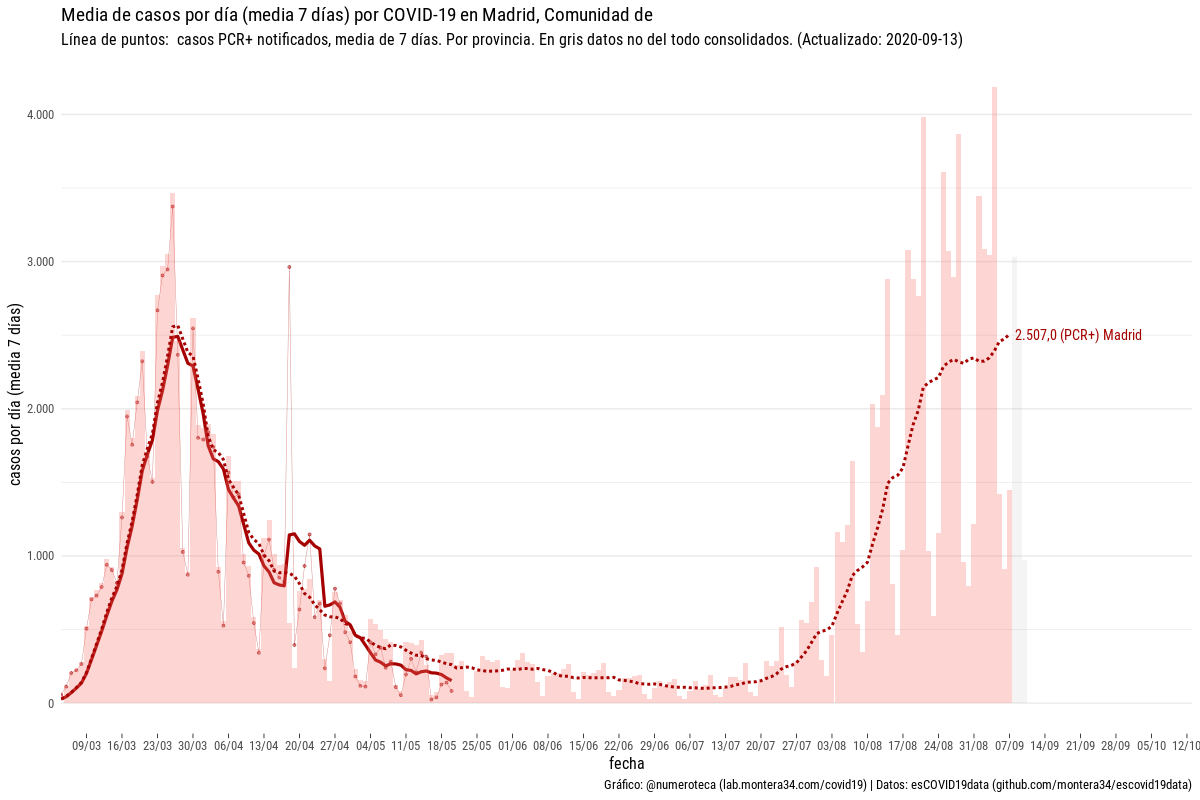 Media de casos por día (media 7 días) por COVID-19 en Madrid, Comunidad de
Línea de puntos:  casos PCR+ notificados, media de 7 días. Por provincia. En gris datos no del todo consolidados. (Actualizado: 2020-09-13)
casos por día (media 7 días)
4.000
3.000
2.000
1.000
0
2.507,0 (PCR+) Madrid
09/03 16/03 23/03 30/03 06/04 13/04 20/04 27/04 04/05 11/05 18/05 25/05 01/06 08/06 15/06 22/06 29/06 06/07 13/07 20/07 27/07 03/08 10/08 17/08 24/08 31/08 07/09 14/09 21/09 28/09 05/10 12/10
fecha
Gráfico: @numeroteca (lab.montera34.com/covid19) | Datos: esCOVID19data (github.com/montera34/escovid19data)